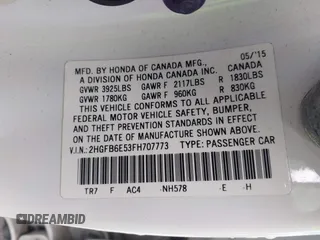 MFD. BY HONDA OF CANADA MFG., 05/'15
A DIVISION OF HONDA CANADA INC. CANADA
GVWR 3925LBS GAWR F 2117LBS R 1830LBS
GVWR 1780KG GAWR F 960KG R 830KG
THIS VEHICLE CONFORMS TO ALL APPLICABLE
FEDERAL MOTOR VEHICLE SAFETY, BUMPER,
AND THEFT PREVENTION STANDARDS IN EFFECT
ON THE DATE OF MANUFACTURE SHOWN ABOVE.
V.I.N.: 2HGFB6E53FH707773 TYPE: PASSENGER CAR
TR7 F AC4 NH578 E H
DREAMBID